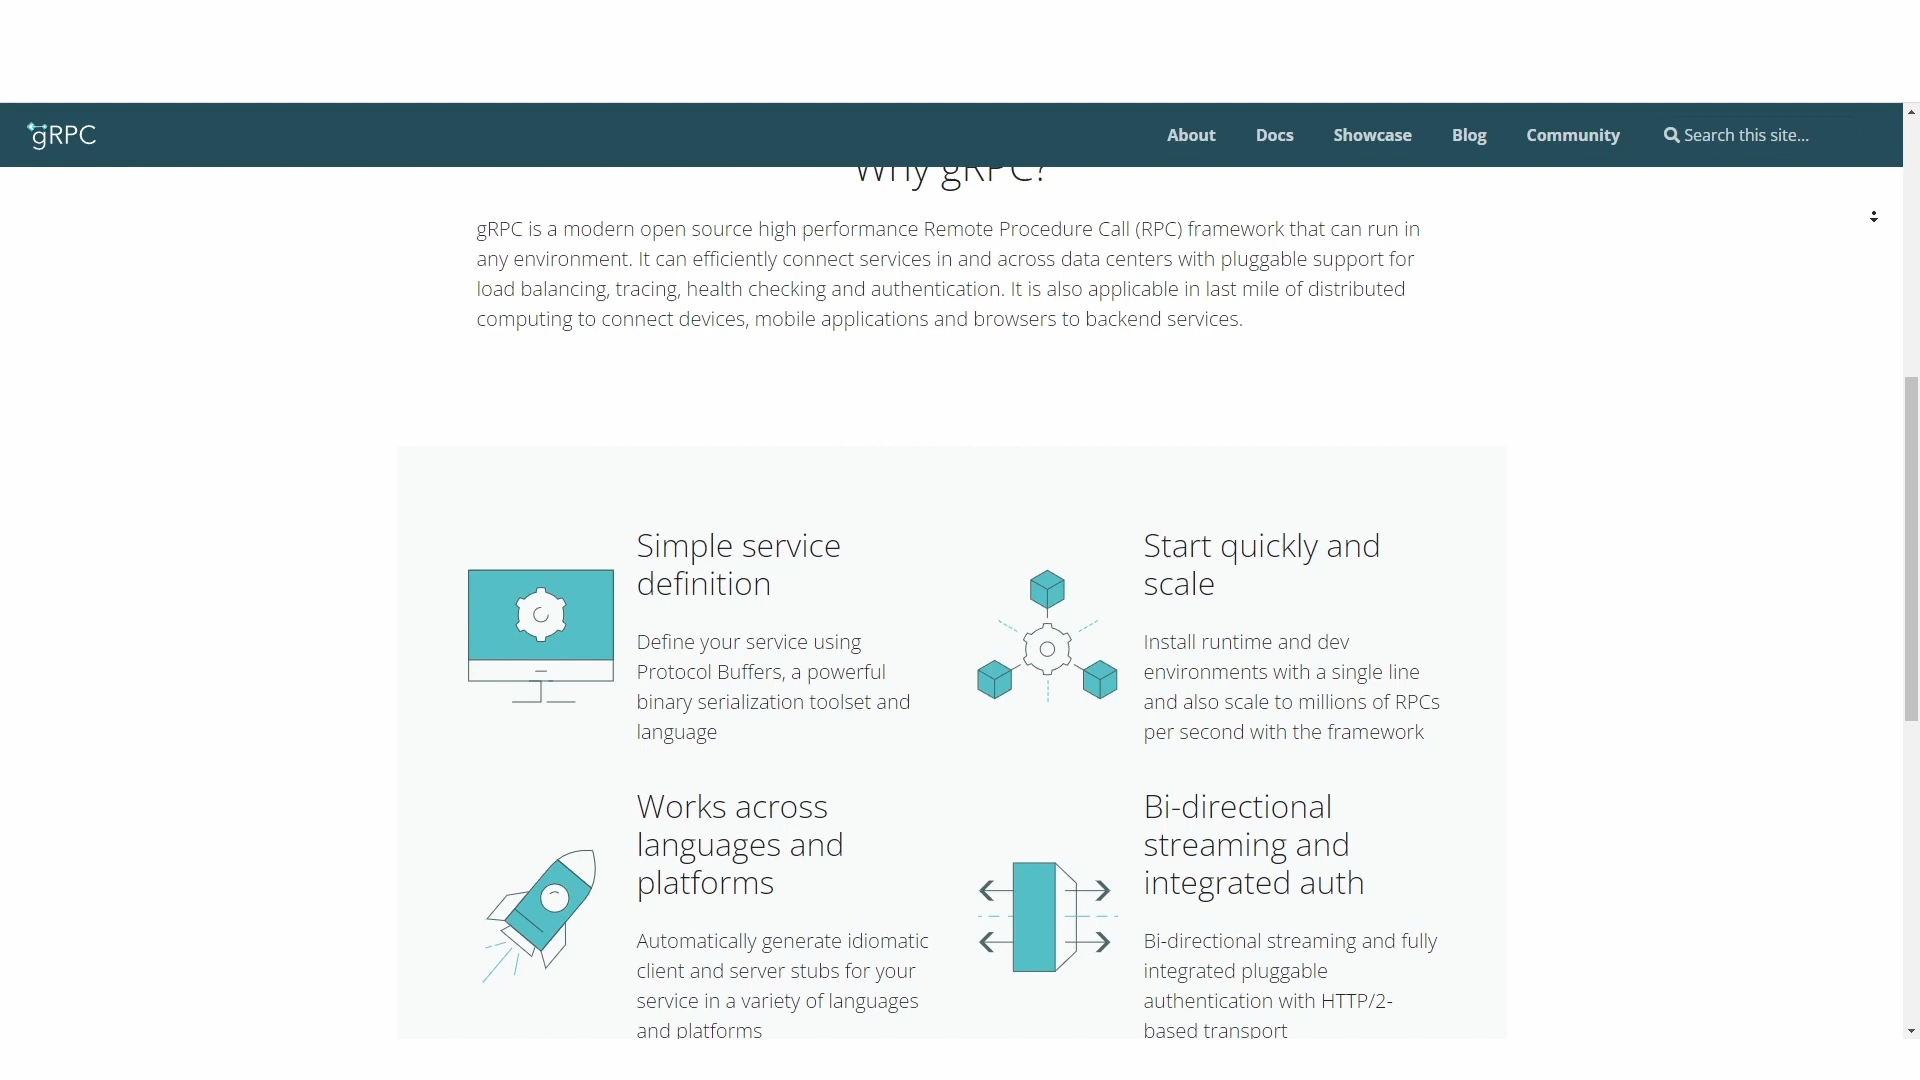 gRPC
About
Docs
Showcase
Blog
Community
Search this site...
Why gRPC?
gRPC is a modern open source high performance Remote Procedure Call (RPC) framework that can run in
any environment. It can efficiently connect services in and across data centers with pluggable support for
load balancing, tracing, health checking and authentication. It is also applicable in last mile of distributed
computing to connect devices, mobile applications and browsers to backend services.
Simple service
definition
Define your service using
Protocol Buffers, a powerful
binary serialization toolset and
language
Start quickly and
scale
Install runtime and dev
environments with a single line
and also scale to millions of RPCs
per second with the framework
Works across
languages and
platforms
Automatically generate idiomatic
client and server stubs for your
service in a variety of languages
and platforms
Bi-directional
streaming and
integrated auth
Bi-directional streaming and fully
integrated pluggable
authentication with HTTP/2-
based transport